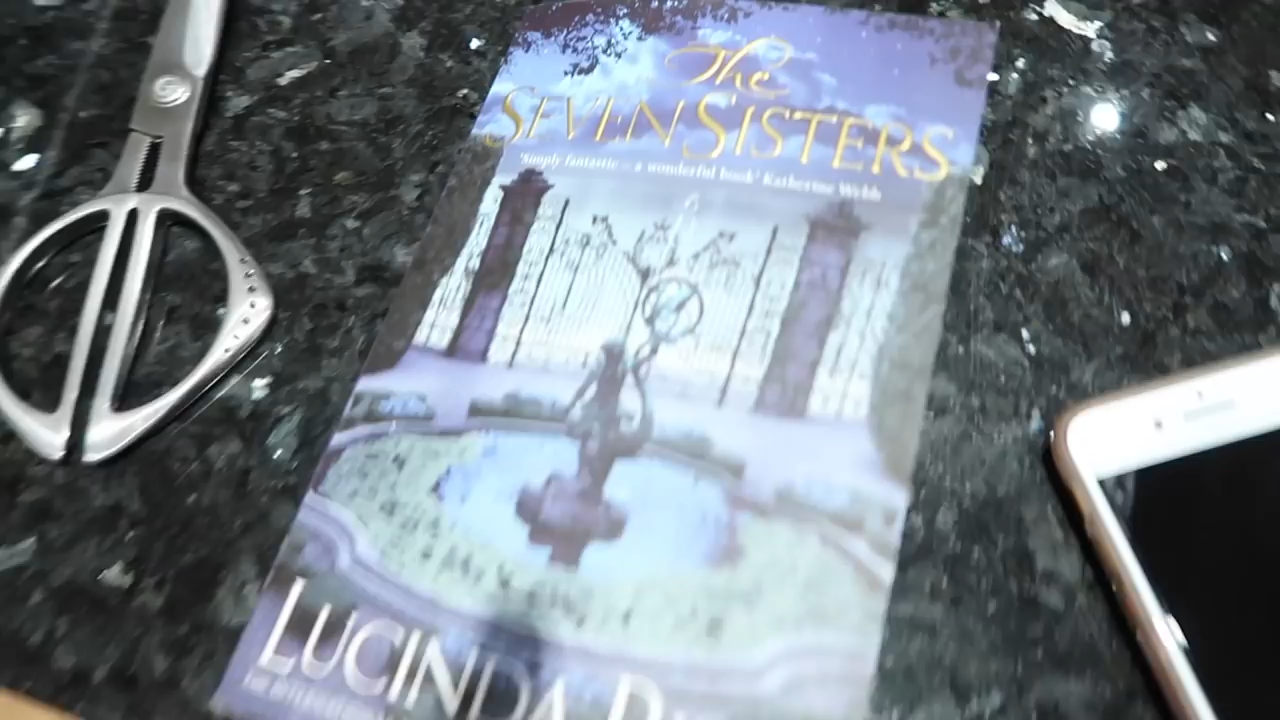 The
SEVEN SISTERS
'Simply fantastic – a wonderful book' Katherine Webb
LUCINDA